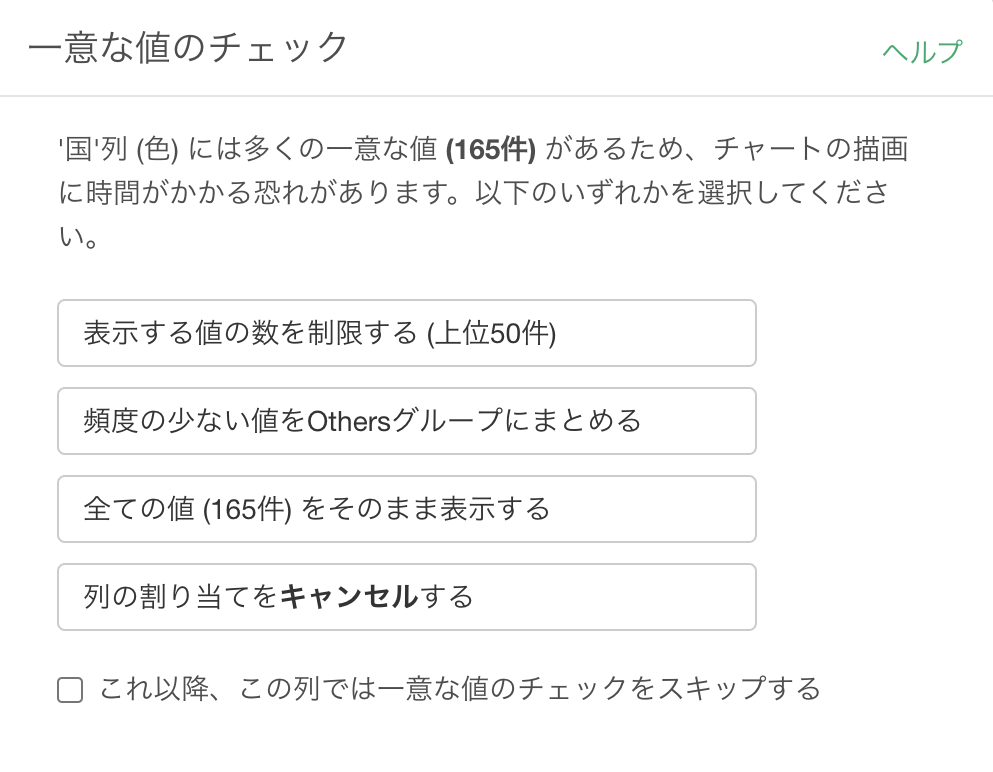 一意な値のチェック
ヘルプ
'国'列 (色) には多くの一意な値 (165件) があるため、チャートの描画
に時間がかかる恐れがあります。以下のいずれかを選択してくださ
い。
表示する値の数を制限する (上位50件)
頻度の少ない値をOthersグループにまとめる
全ての値 (165件) をそのまま表示する
列の割り当てをキャンセルする
これ以降、この列では一意な値のチェックをスキップする